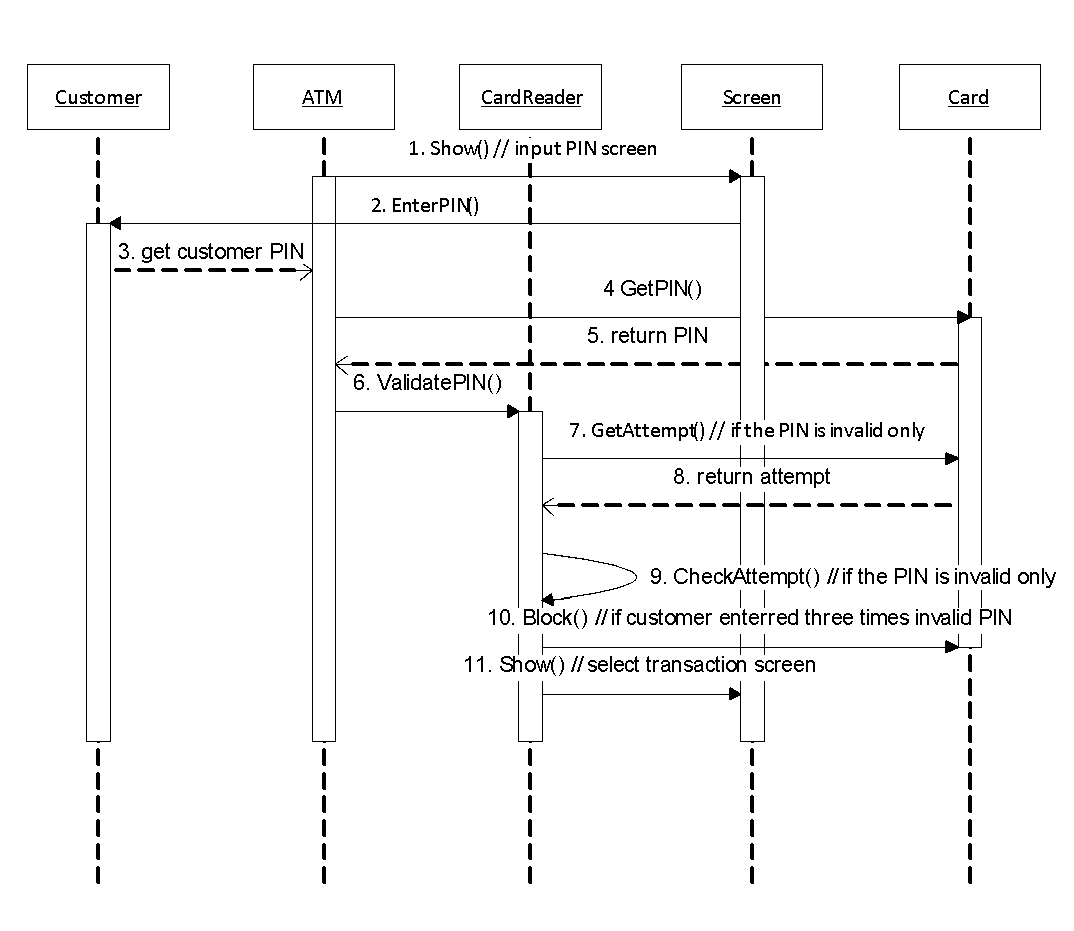 Customer
ATM
CardReader
Screen
Card
1. Show() // input PIN screen
2. EnterPIN()
3. get customer PIN
4 GetPIN()
5. return PIN
6. ValidatePIN()
7. GetAttempt() // if the PIN is invalid only
8. return attempt
9. CheckAttempt() // if the PIN is invalid only
10. Block() // if customer enterred three times invalid PIN
11. Show() // select transaction screen